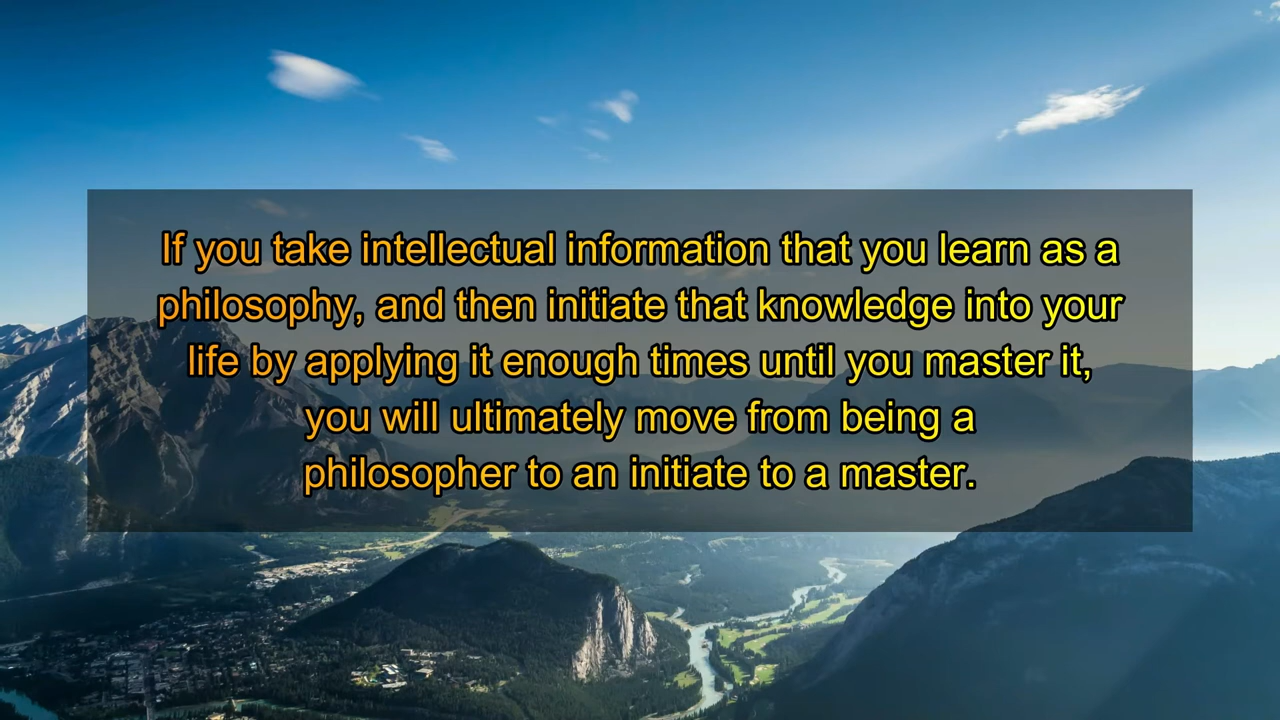 If you take intellectual information that you learn as a
philosophy, and then initiate that knowledge into your
life by applying it enough times until you master it,
you will ultimately move from being a
philosopher to an initiate to a master.